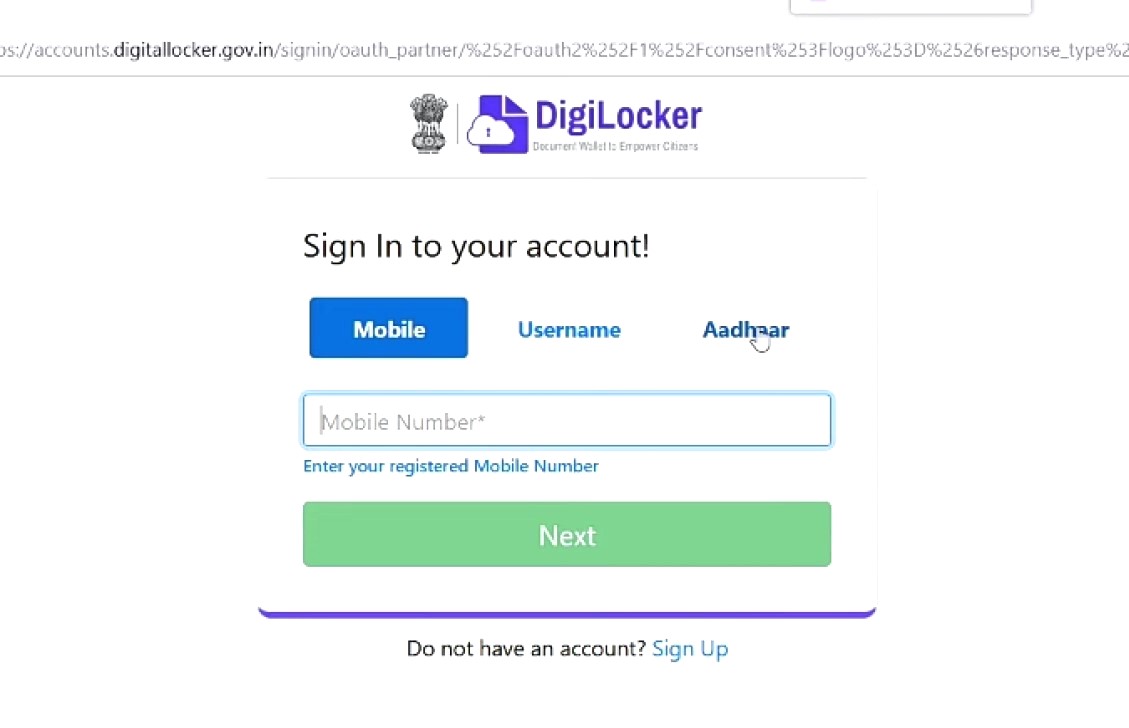 ps://accounts.digitallocker.gov.in/signin/oauth_partner/%252Foauth2%252F1%252Fconsent%253Flogo%253D%2526response_type%2
DigiLocker
Document Wallet to Empower Citizens
Sign In to your account!
Mobile Username Aadhaar
Mobile Number*
Enter your registered Mobile Number
Next
Do not have an account? Sign Up